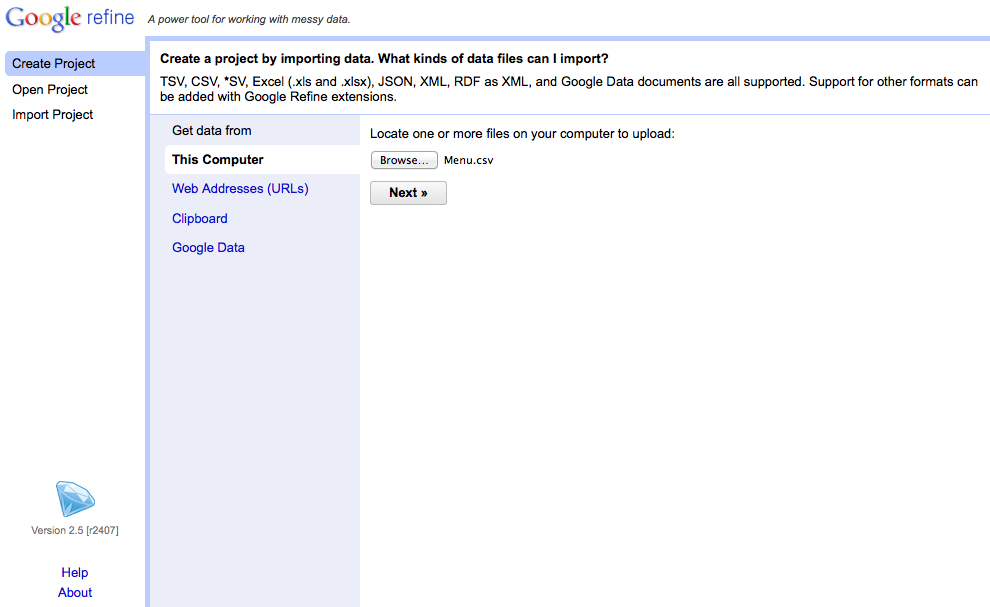 Google refine A power tool for working with messy data.
Create Project
Open Project
Import Project
Create a project by importing data. What kinds of data files can I import?
TSV, CSV, *SV, Excel (.xls and .xlsx), JSON, XML, RDF as XML, and Google Data documents are all supported. Support for other formats can
be added with Google Refine extensions.
Get data from
This Computer
Web Addresses (URLs)
Clipboard
Google Data
Locate one or more files on your computer to upload:
Browse... Menu.csv
Next »
Version 2.5 [r2407]
Help
About